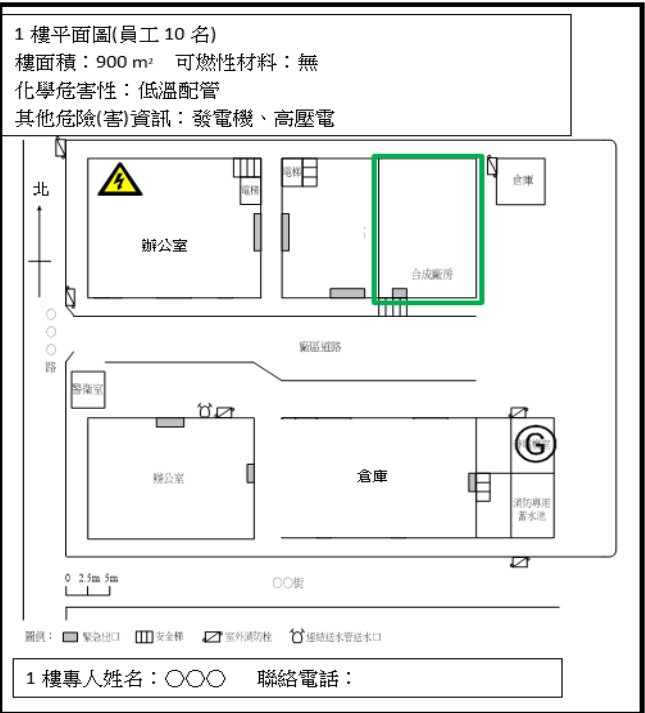 1 樓平面圖(員工 10 名)
樓面積：900 m² 可燃性材料：無
化學危害性：低溫配管
其他危險(害)資訊：發電機、高壓電
北
電梯
電梯
倉庫
辦公室
合成廠房
○○○路
廠區道路
警衛室
辦公室
倉庫
G
消防專用
蓄水池
0 2.5m 5m
○○街
圖例： 緊急出口 安全梯 室外消防栓 連結送水管送水口
1 樓專人姓名：○○○ 聯絡電話：